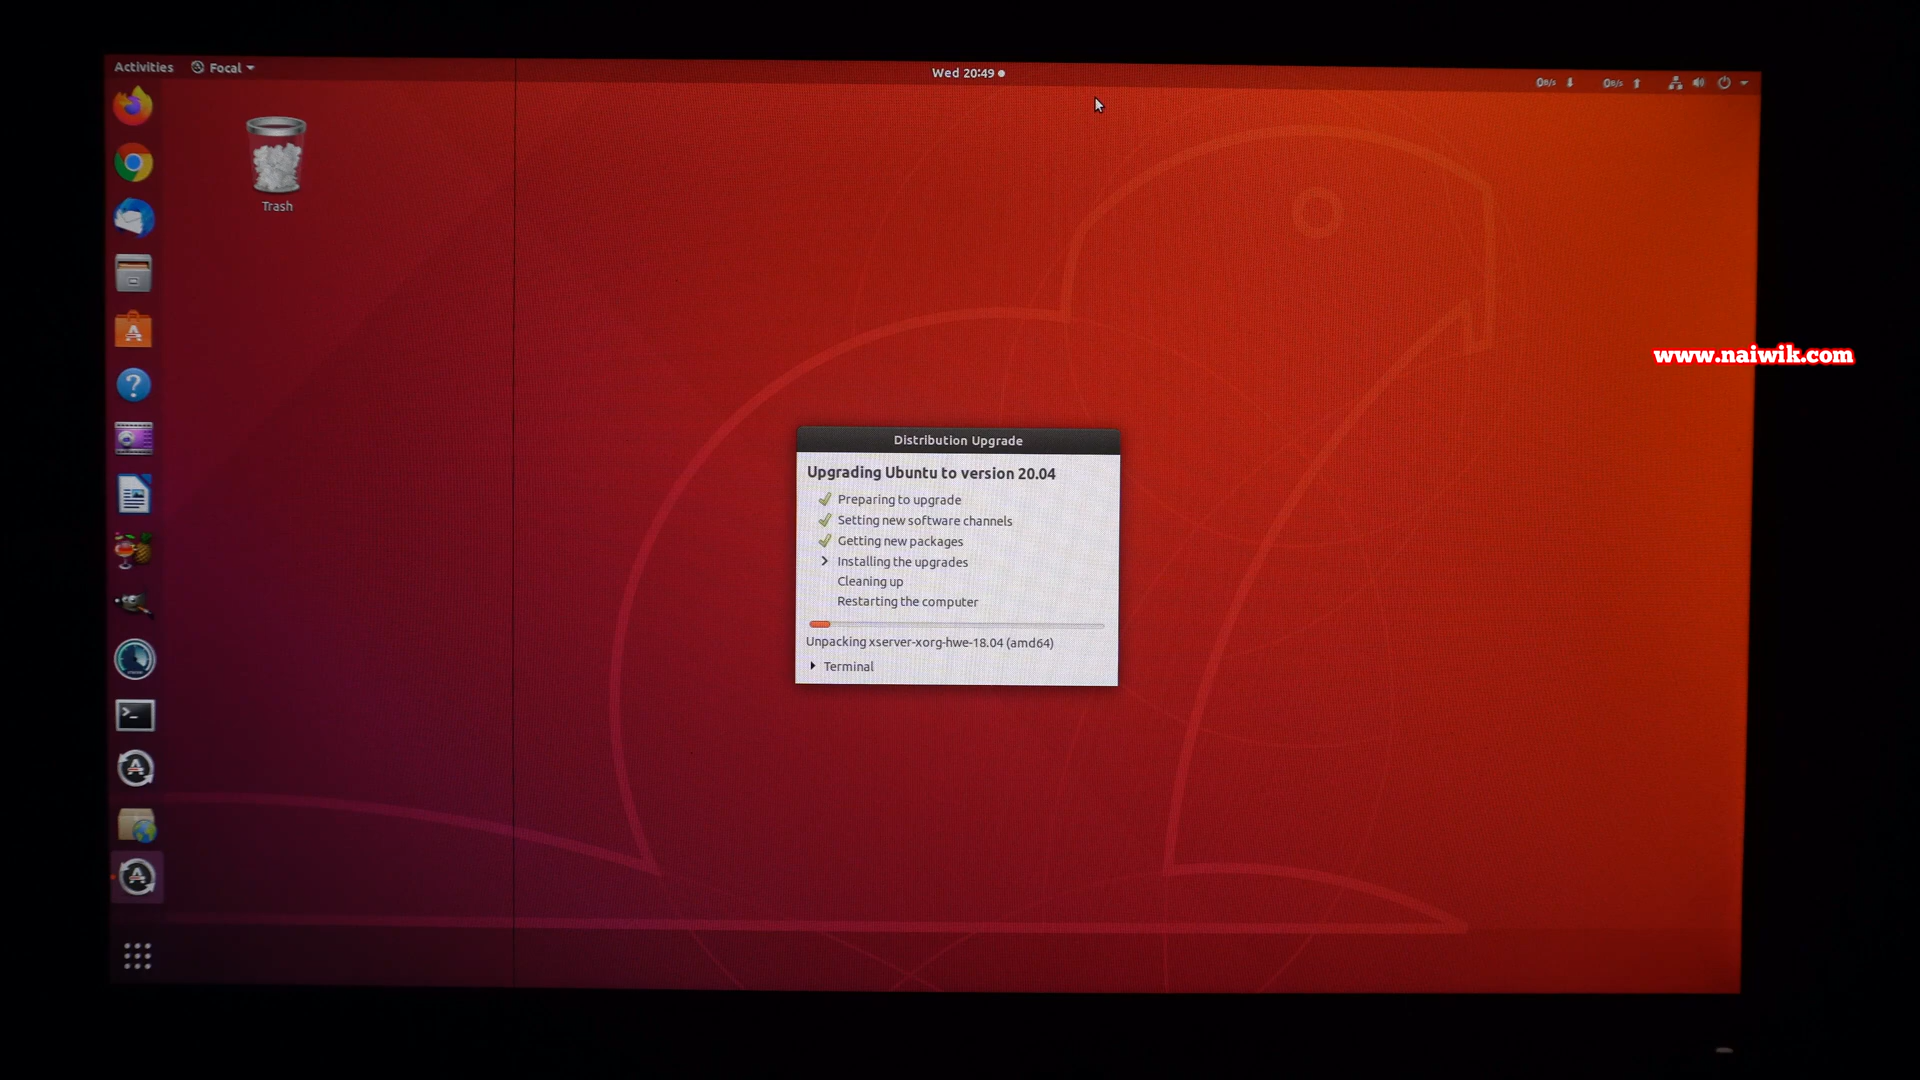 Activities Focal Wed 20:49 0B/s 0B/s
Trash
www.naiwik.com
Distribution Upgrade
Upgrading Ubuntu to version 20.04
Preparing to upgrade
Setting new software channels
Getting new packages
Installing the upgrades
Cleaning up
Restarting the computer
Unpacking xserver-xorg-hwe-18.04 (amd64)
Terminal